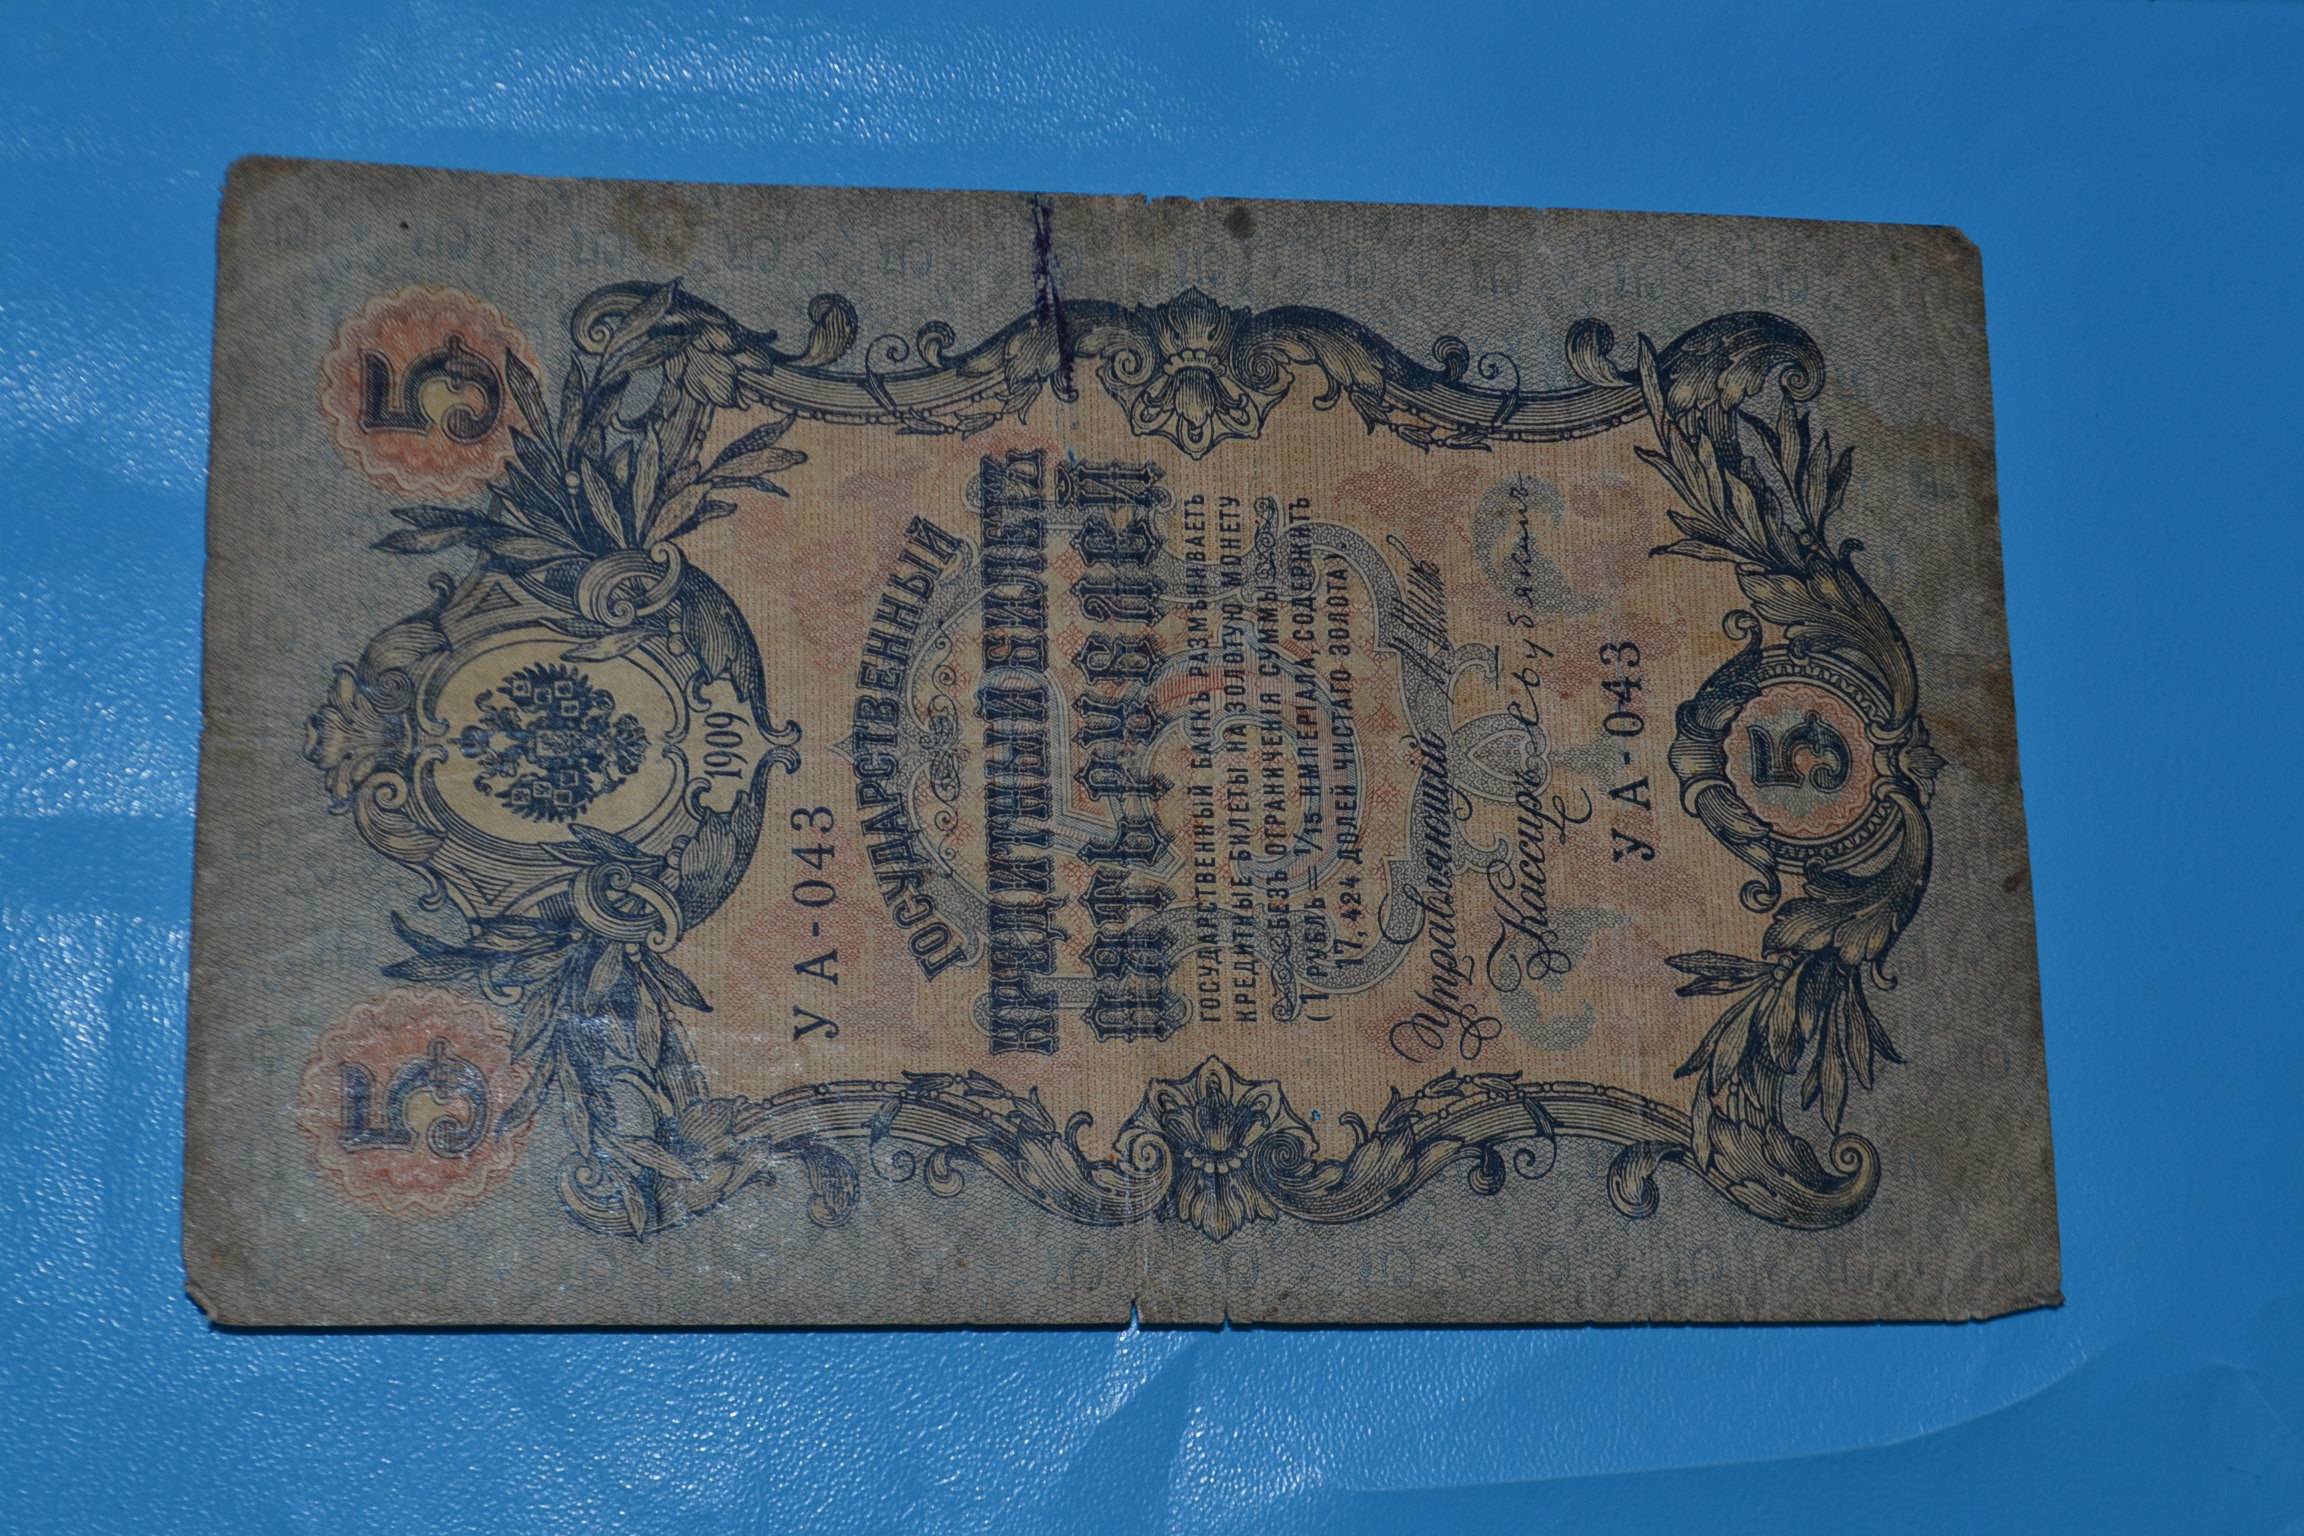 5 5
1909
УА-043
ГОСУДАРСТВЕННЫЙ
КРЕДИТНЫЙ БИЛЕТЪ
ПЯТЬ РУБЛЕЙ
ГОСУДАРСТВЕННЫЙ БАНКЪ РАЗМѢНИВАЕТЪ
КРЕДИТНЫЕ БИЛЕТЫ НА ЗОЛОТУЮ МОНЕТУ
БЕЗЪ ОГРАНИЧЕНІЯ СУММЫ
(1 РУБЛЬ = 1/15 ИМПЕРІАЛА, СОДЕРЖИТЪ
17,424 ДОЛЕЙ ЧИСТАГО ЗОЛОТА).
Управляющій
Кассиръ
УА-043
5